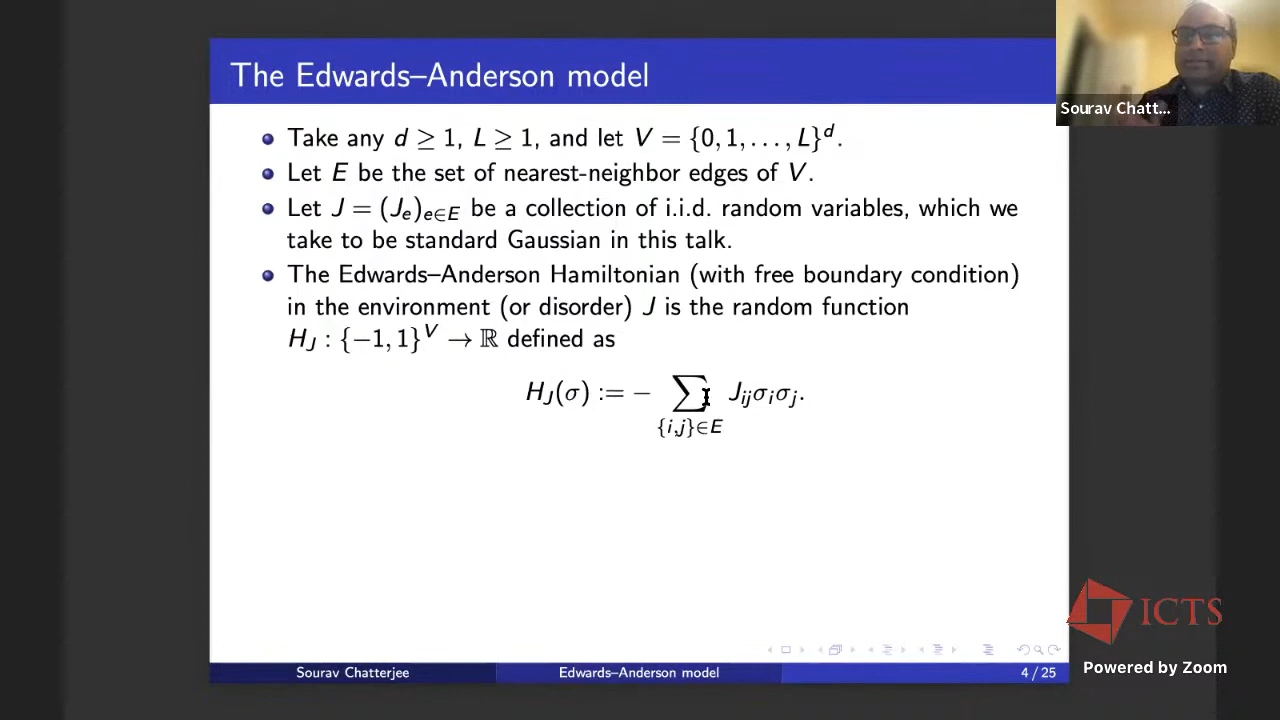 The Edwards–Anderson model
Take any d ≥ 1, L ≥ 1, and let V = {0, 1, . . . , L}^d.
Let E be the set of nearest-neighbor edges of V.
Let J = (J_e)_{e∈E} be a collection of i.i.d. random variables, which we
take to be standard Gaussian in this talk.
The Edwards–Anderson Hamiltonian (with free boundary condition)
in the environment (or disorder) J is the random function
H_J : {−1, 1}^V → ℝ defined as
H_J(σ) := − ∑_{{i,j}∈E} J_{ij}σ_iσ_j.
Sourav Chatterjee
Edwards–Anderson model
4 / 25
Sourav Chatt...
ICTS
Powered by Zoom